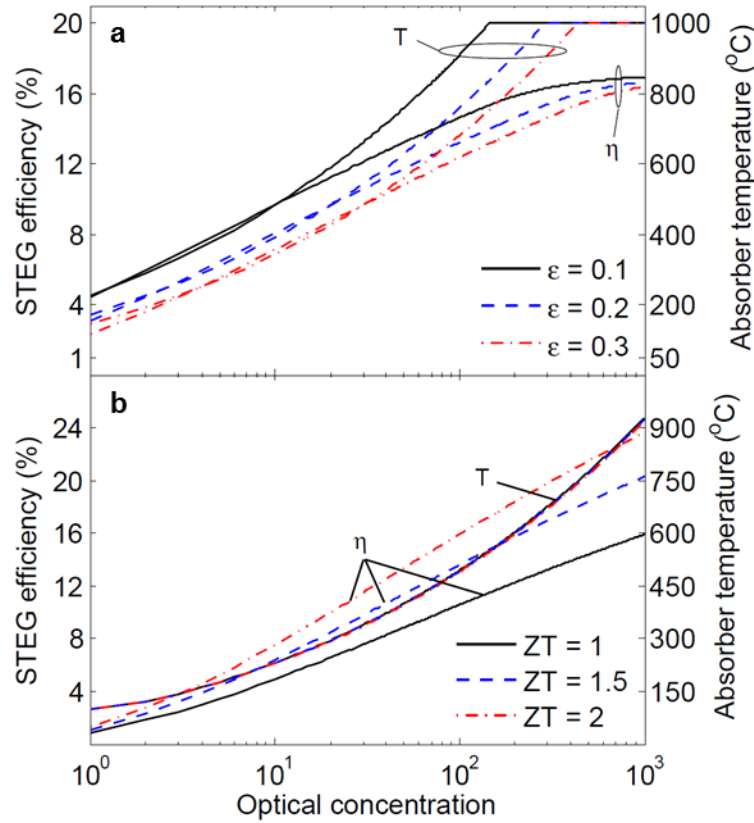 a
STEG efficiency (%)
20
16
12
8
4
1
T
η
ε = 0.1
ε = 0.2
ε = 0.3
1000
800
600
400
200
50
Absorber temperature (°C)
b
STEG efficiency (%)
24
20
16
12
8
4
T
η
ZT = 1
ZT = 1.5
ZT = 2
900
750
600
450
300
150
Absorber temperature (°C)
10⁰ 10¹ 10² 10³
Optical concentration